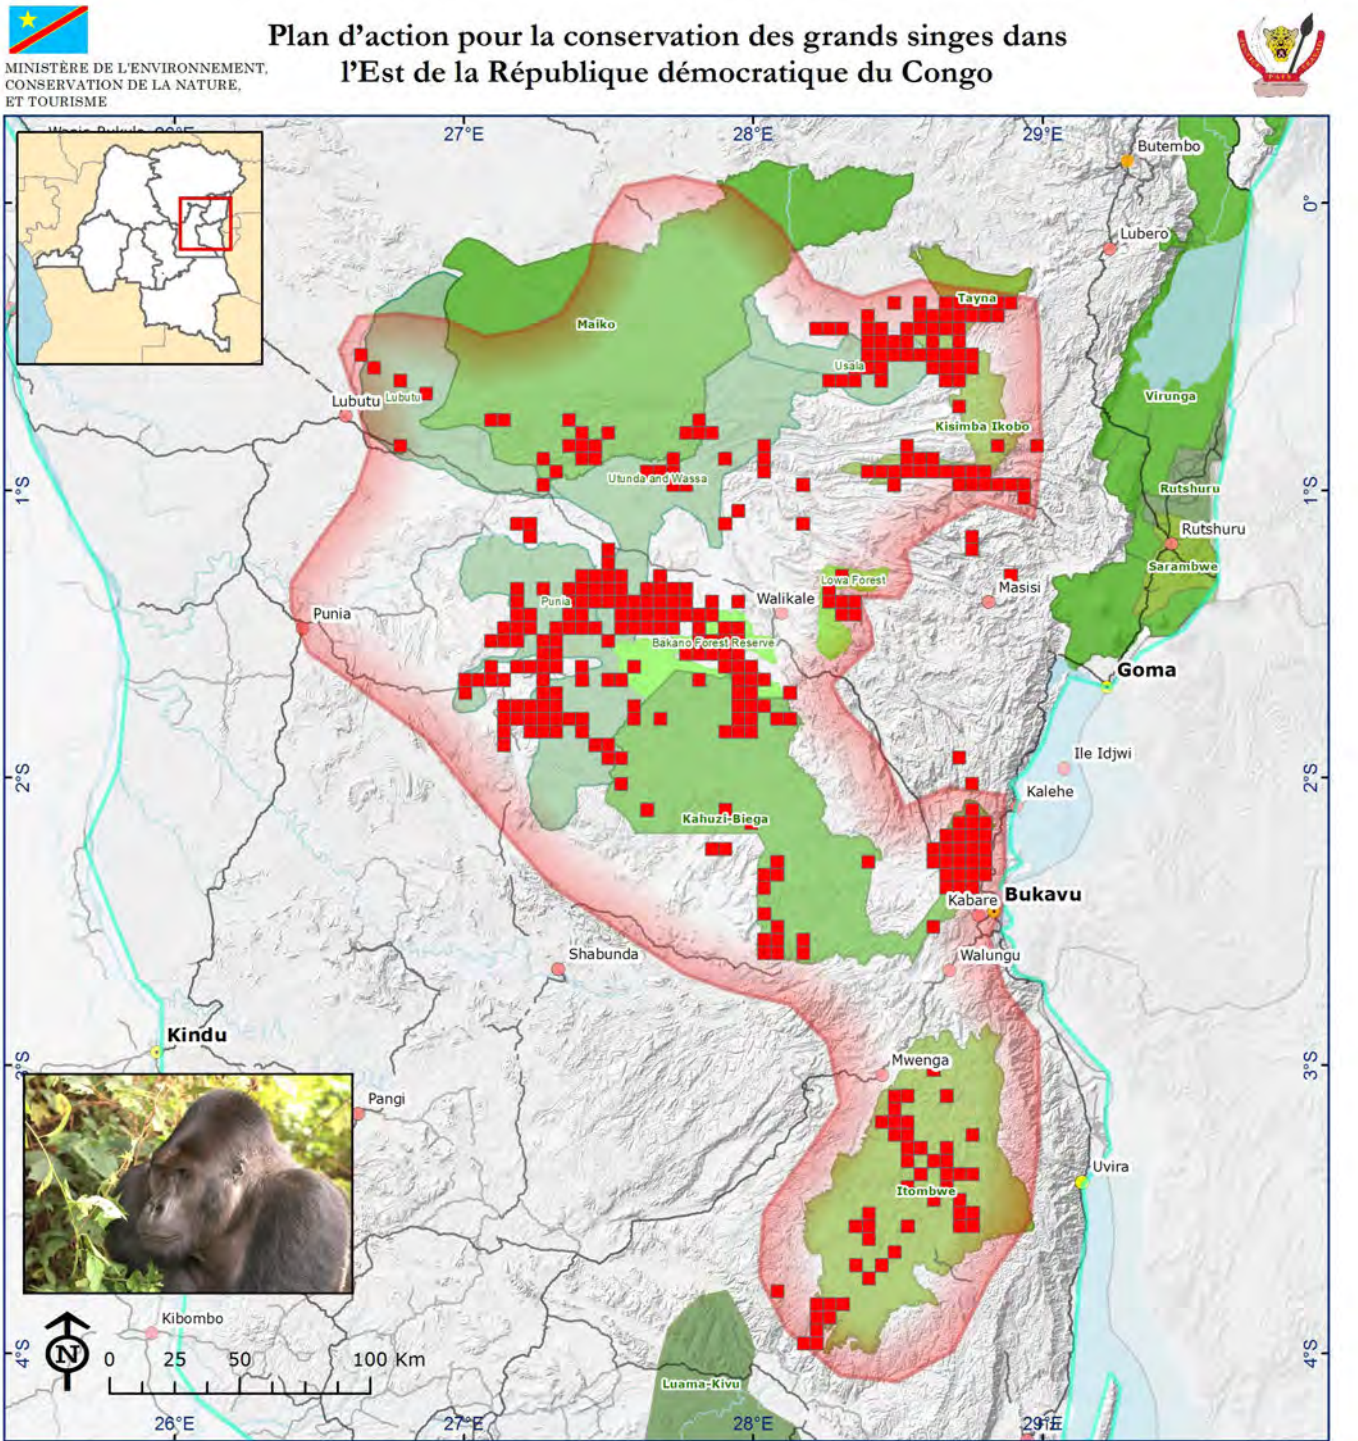 Plan d’action pour la conservation des grands singes dans
l’Est de la République démocratique du Congo
MINISTÈRE DE L'ENVIRONNEMENT,
CONSERVATION DE LA NATURE,
ET TOURISME
27°E
28°E
29°E
Butembo
0°
0°
Lubero
Tayna
Maiko
Usala
Virunga
Lubutu
Lubutu
Kisimba Ikobo
Utunda and Wassa
1°S
1°S
Rutshuru
Rutshuru
Sarambwe
Lowa Forest
Masisi
Punia
Walikale
Punia
Bakano Forest Reserve
Goma
Ile Idjwi
2°S
2°S
Kalehe
Kahuzi-Biega
Kabare
Bukavu
Shabunda
Walungu
Kindu
Mwenga
3°S
3°S
Pangi
Uvira
Itombwe
Kibombo
N
0 25 50 100 Km
4°S
4°S
Luama-Kivu
26°E
27°E
28°E
29°E